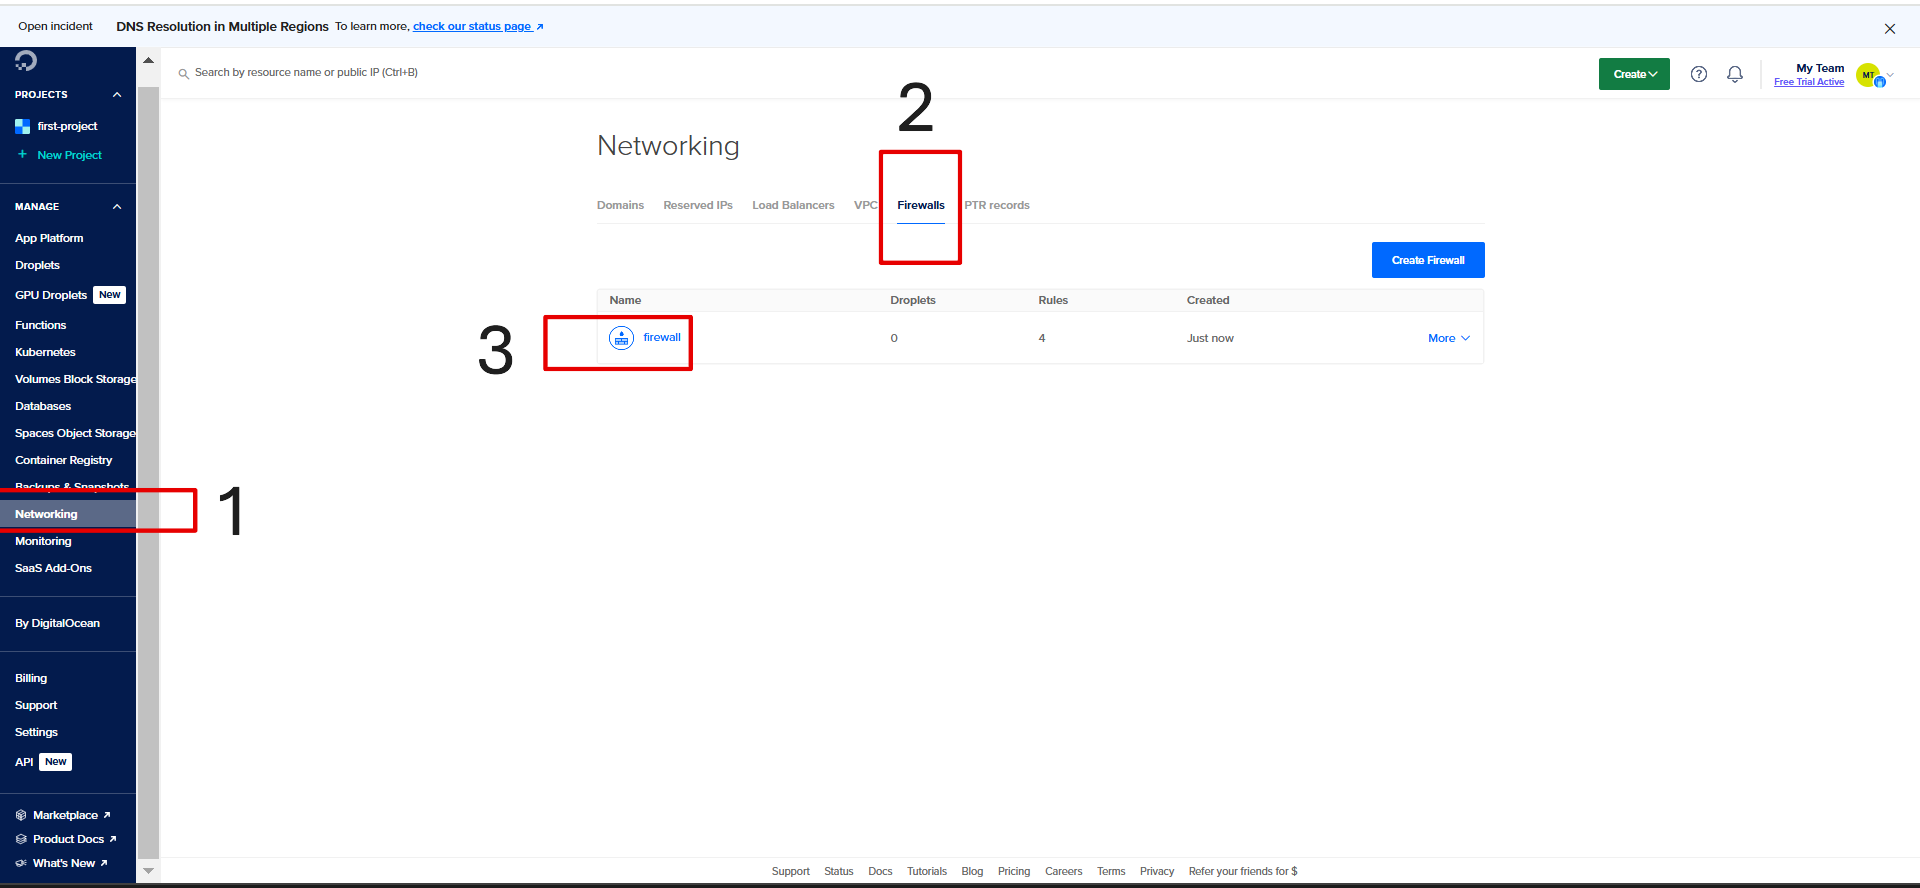 Open incident DNS Resolution in Multiple Regions To learn more, check our status page
PROJECTS
first-project
New Project
MANAGE
App Platform
Droplets
GPU Droplets New
Functions
Kubernetes
Volumes Block Storage
Databases
Spaces Object Storage
Container Registry
Backups & Snapshots
Networking
Monitoring
SaaS Add-Ons
By DigitalOcean
Billing
Support
Settings
API New
Marketplace
Product Docs
What's New
1
Search by resource name or public IP (Ctrl+B)
Create
?
My Team
Free Trial Active
MT
2
Networking
Domains Reserved IPs Load Balancers VPC Firewalls PTR records
Create Firewall
Name Droplets Rules Created
3
firewall 0 4 Just now More
Support Status Docs Tutorials Blog Pricing Careers Terms Privacy Refer your friends for $